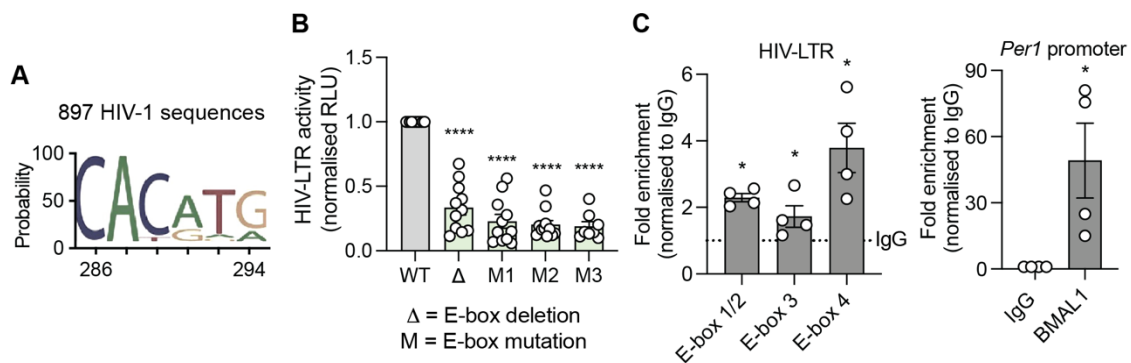 A
897 HIV-1 sequences
Probability
100
50
0
CACATG
286
294
B
HIV-LTR activity
(normalised RLU)
1.5
1.0
0.5
0.0
****
****
****
****
WT
Δ
M1
M2
M3
Δ = E-box deletion
M = E-box mutation
C
HIV-LTR
Fold enrichment
(normalised to IgG)
6
4
2
0
*
*
*
IgG
E-box 1/2
E-box 3
E-box 4
Per1 promoter
Fold enrichment
(normalised to IgG)
90
60
30
0
*
IgG
BMAL1